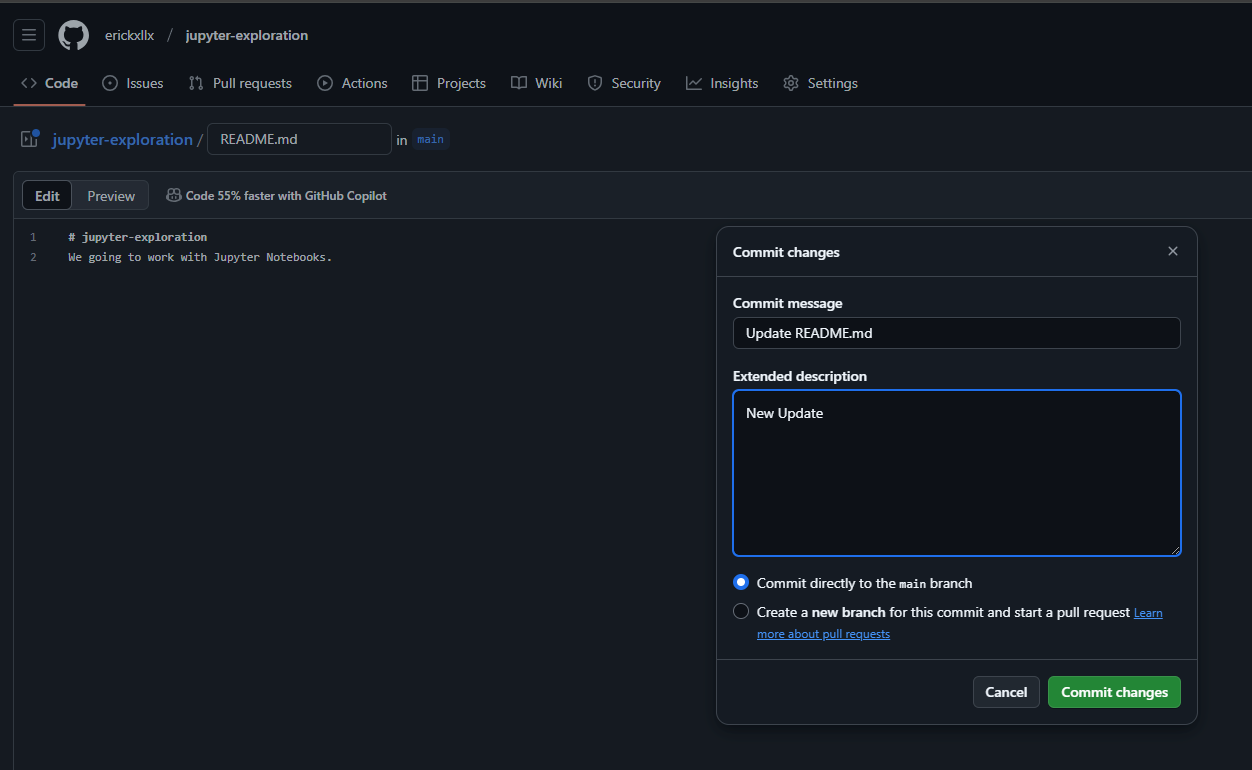 erickxllx / jupyter-exploration
Code Issues Pull requests Actions Projects Wiki Security Insights Settings
jupyter-exploration / README.md in main
Edit Preview Code 55% faster with GitHub Copilot
1 # jupyter-exploration
2 We going to work with Jupyter Notebooks.
Commit changes
Commit message
Update README.md
Extended description
New Update
Commit directly to the main branch
Create a new branch for this commit and start a pull request Learn
more about pull requests
Cancel Commit changes